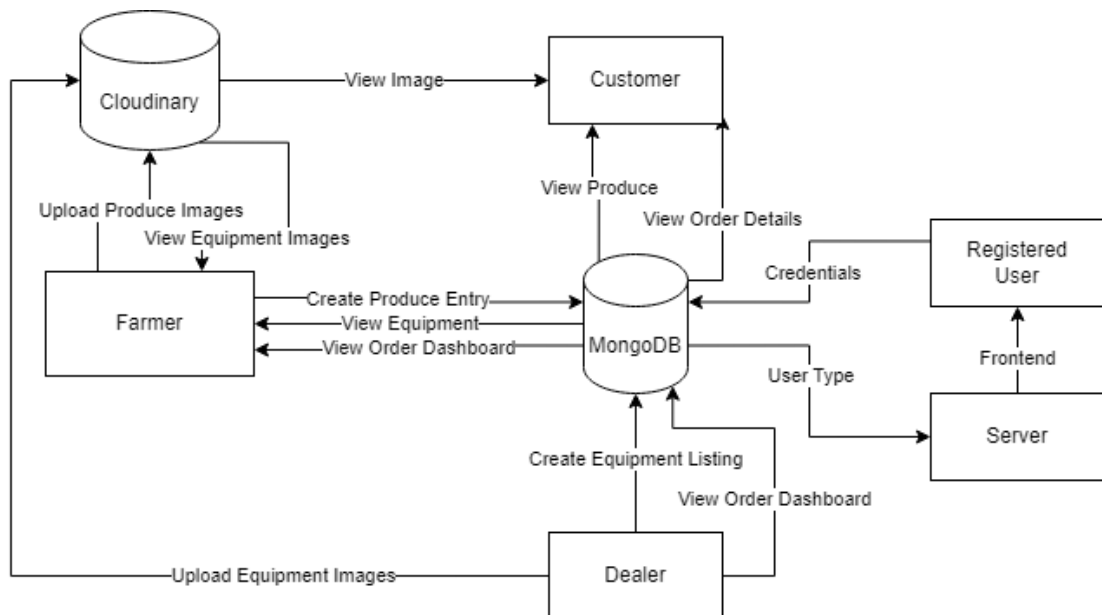 Cloudinary
View Image
Customer
Upload Produce Images
View Equipment Images
View Produce
View Order Details
Registered
User
Credentials
Farmer
Create Produce Entry
View Equipment
View Order Dashboard
MongoDB
User Type
Frontend
Server
Create Equipment Listing
View Order Dashboard
Upload Equipment Images
Dealer